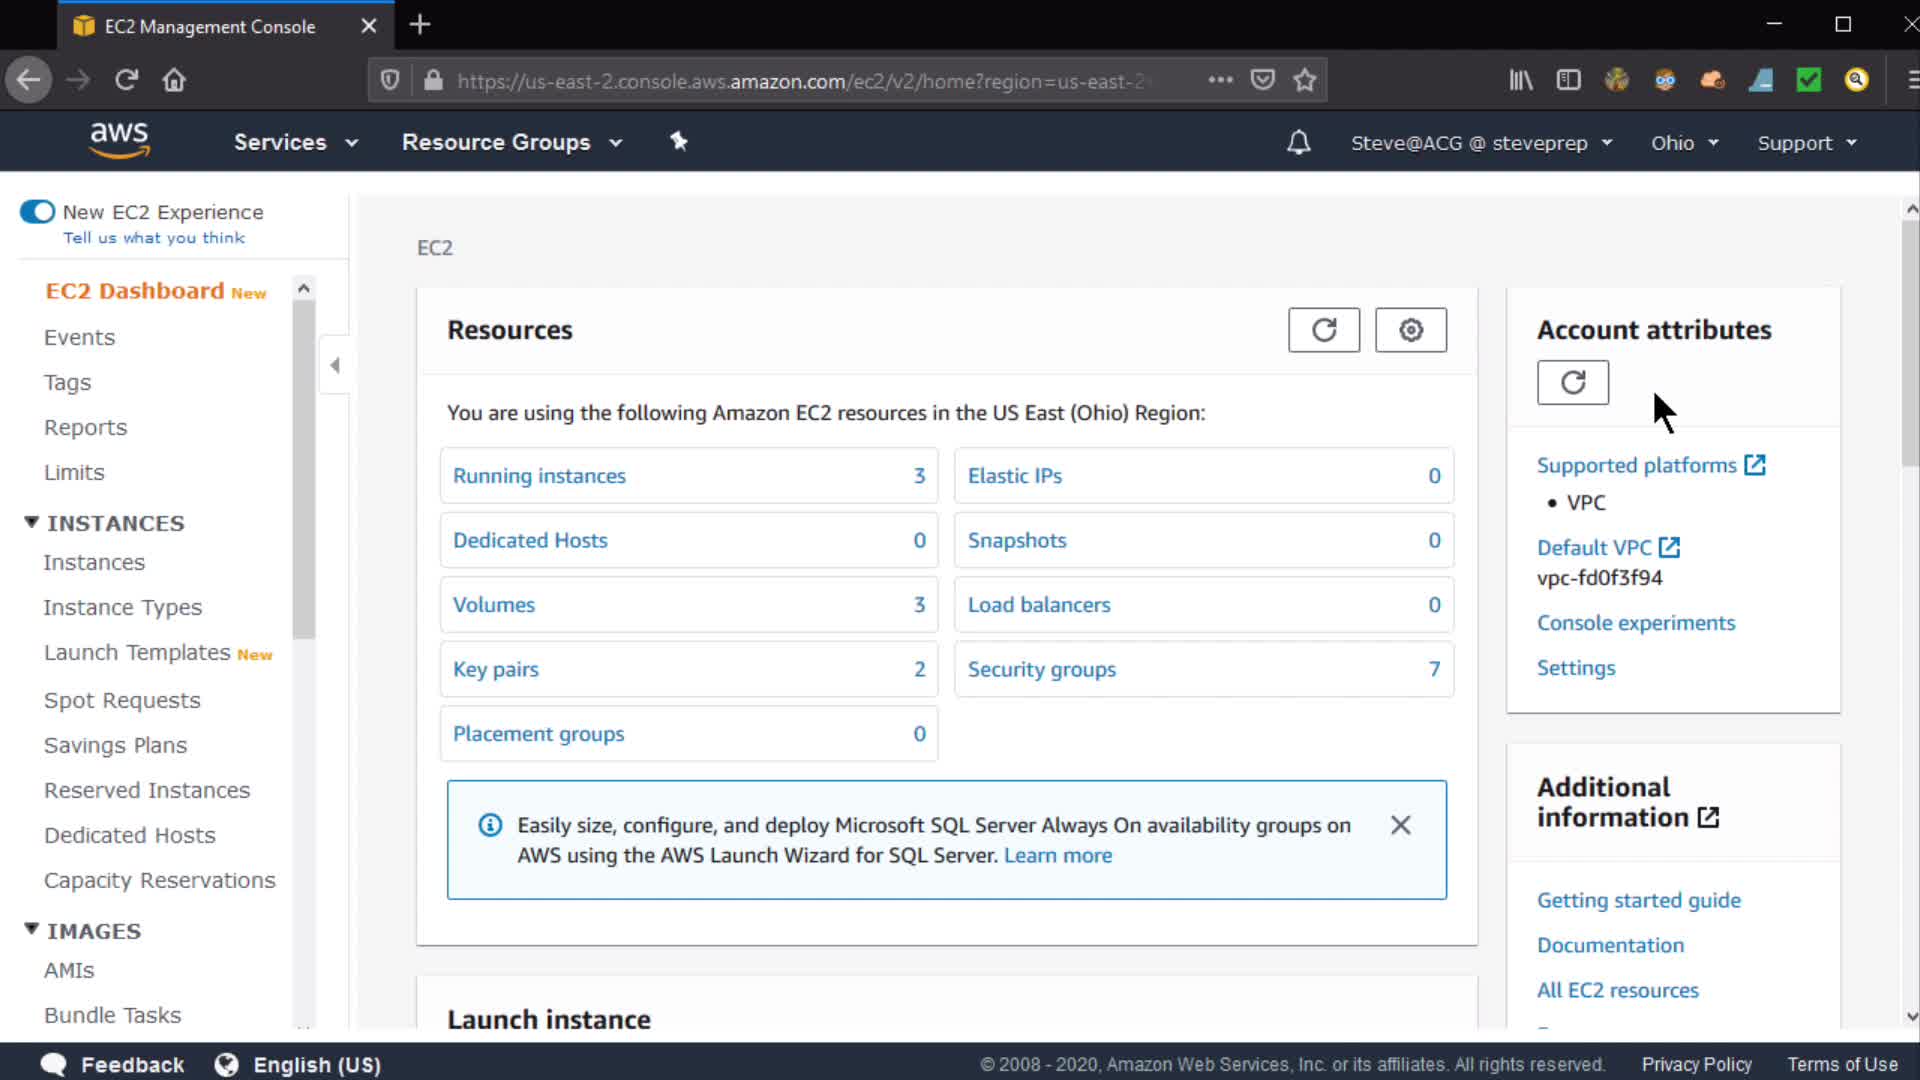 EC2 Management Console
https://us-east-2.console.aws.amazon.com/ec2/v2/home?region=us-east-2
aws
Services
Resource Groups
Steve@ACG @ steveprep
Ohio
Support
New EC2 Experience
Tell us what you think
EC2 Dashboard New
Events
Tags
Reports
Limits
INSTANCES
Instances
Instance Types
Launch Templates New
Spot Requests
Savings Plans
Reserved Instances
Dedicated Hosts
Capacity Reservations
IMAGES
AMIs
Bundle Tasks
EC2
Resources
You are using the following Amazon EC2 resources in the US East (Ohio) Region:
Running instances 3
Elastic IPs 0
Dedicated Hosts 0
Snapshots 0
Volumes 3
Load balancers 0
Key pairs 2
Security groups 7
Placement groups 0
Easily size, configure, and deploy Microsoft SQL Server Always On availability groups on
AWS using the AWS Launch Wizard for SQL Server. Learn more
Launch instance
Account attributes
Supported platforms
• VPC
Default VPC
vpc-fd0f3f94
Console experiments
Settings
Additional
information
Getting started guide
Documentation
All EC2 resources
Feedback
English (US)
© 2008 - 2020, Amazon Web Services, Inc. or its affiliates. All rights reserved.
Privacy Policy
Terms of Use